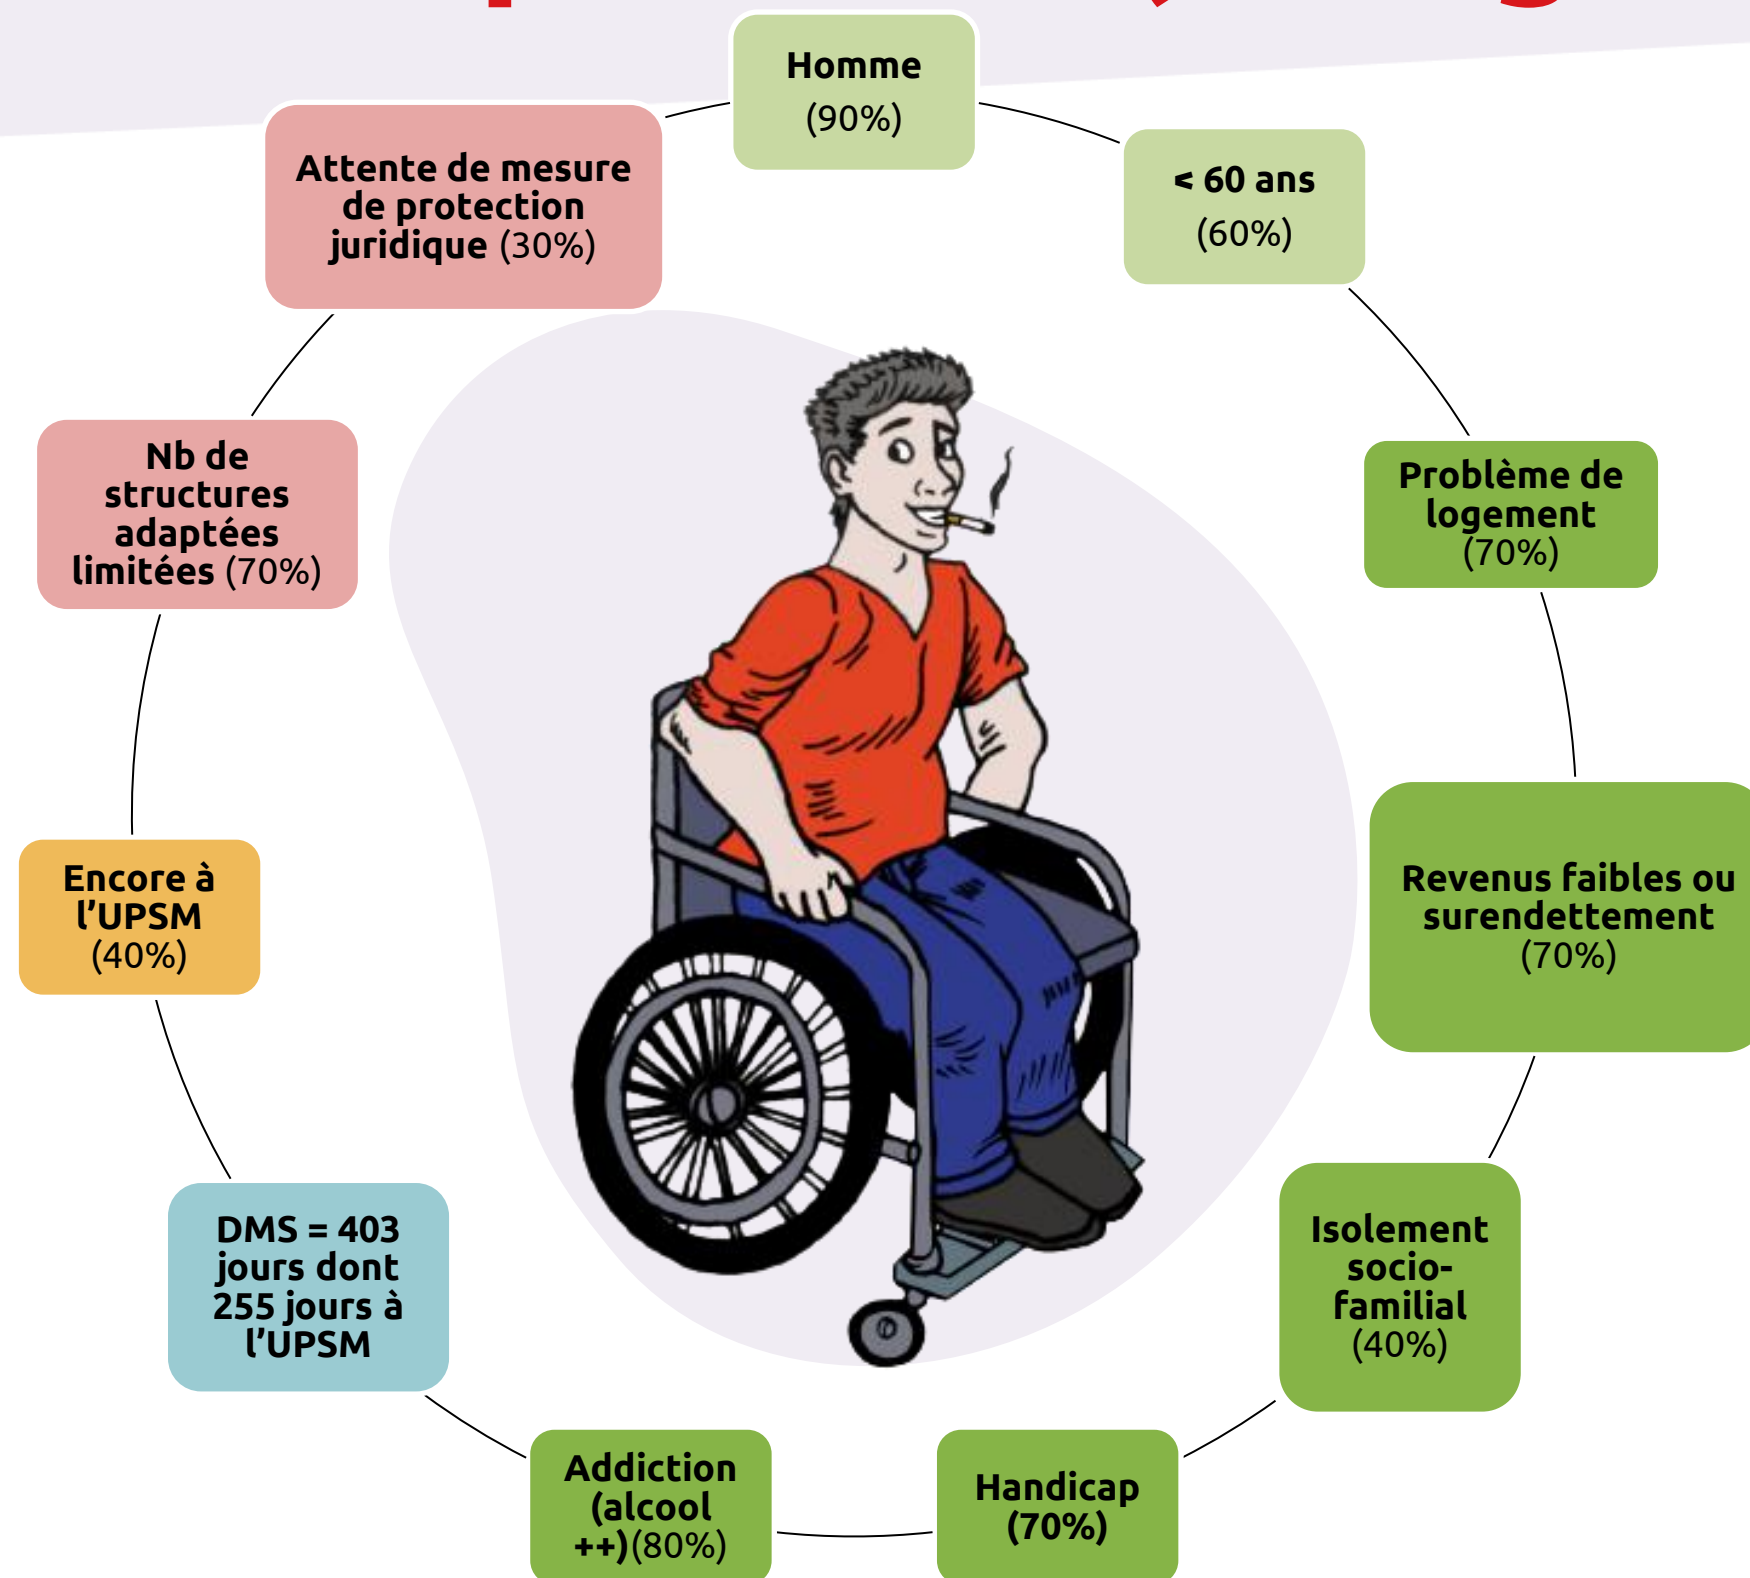 Homme
(90%)
< 60 ans
(60%)
Problème de
logement
(70%)
Revenus faibles ou
surendettement
(70%)
Isolement
socio-
familial
(40%)
Handicap
(70%)
Addiction
(alcool
++)(80%)
DMS = 403
jours dont
255 jours à
l’UPSM
Encore à
l’UPSM
(40%)
Nb de
structures
adaptées
limitées (70%)
Attente de mesure
de protection
juridique (30%)